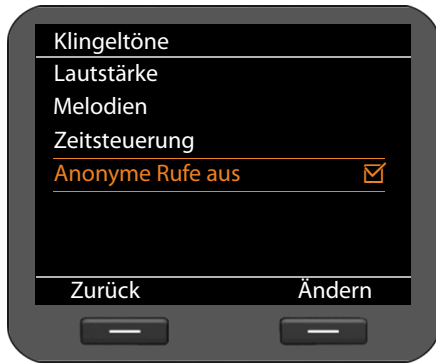 Klingeltöne
Lautstärke
Melodien
Zeitsteuerung
Anonyme Rufe aus
Zurück Ändern